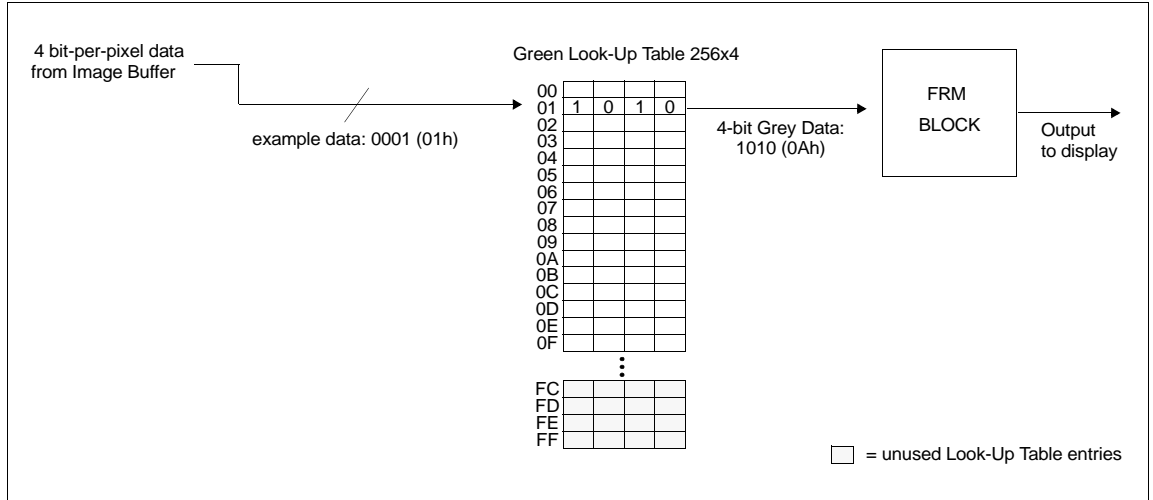 4 bit-per-pixel data
from Image Buffer
example data: 0001 (01h)
Green Look-Up Table 256x4
00
01 1 0 1 0
02
03
04
05
06
07
08
09
0A
0B
0C
0D
0E
0F
FC
FD
FE
FF
4-bit Grey Data:
1010 (0Ah)
FRM
BLOCK
Output
to display
= unused Look-Up Table entries